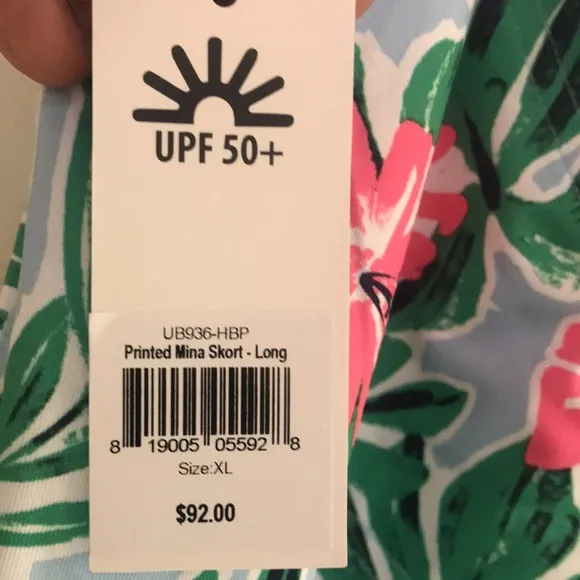 UPF 50+
UB936-HBP
Printed Mina Skort - Long
8 19005 05592 8
Size:XL
$92.00